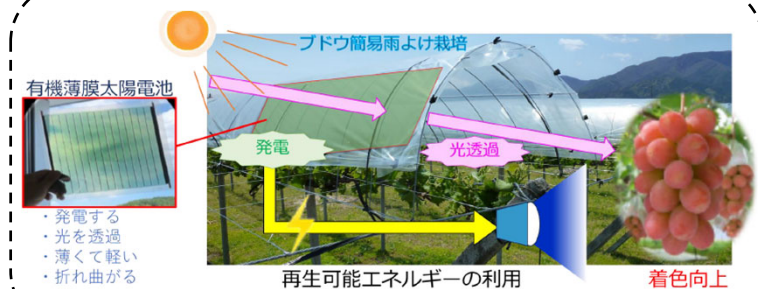 ブドウ簡易雨よけ栽培
有機薄膜太陽電池
発電
光透過
・発電する
・光を透過
・薄くて軽い
・折れ曲がる
再生可能エネルギーの利用
着色向上